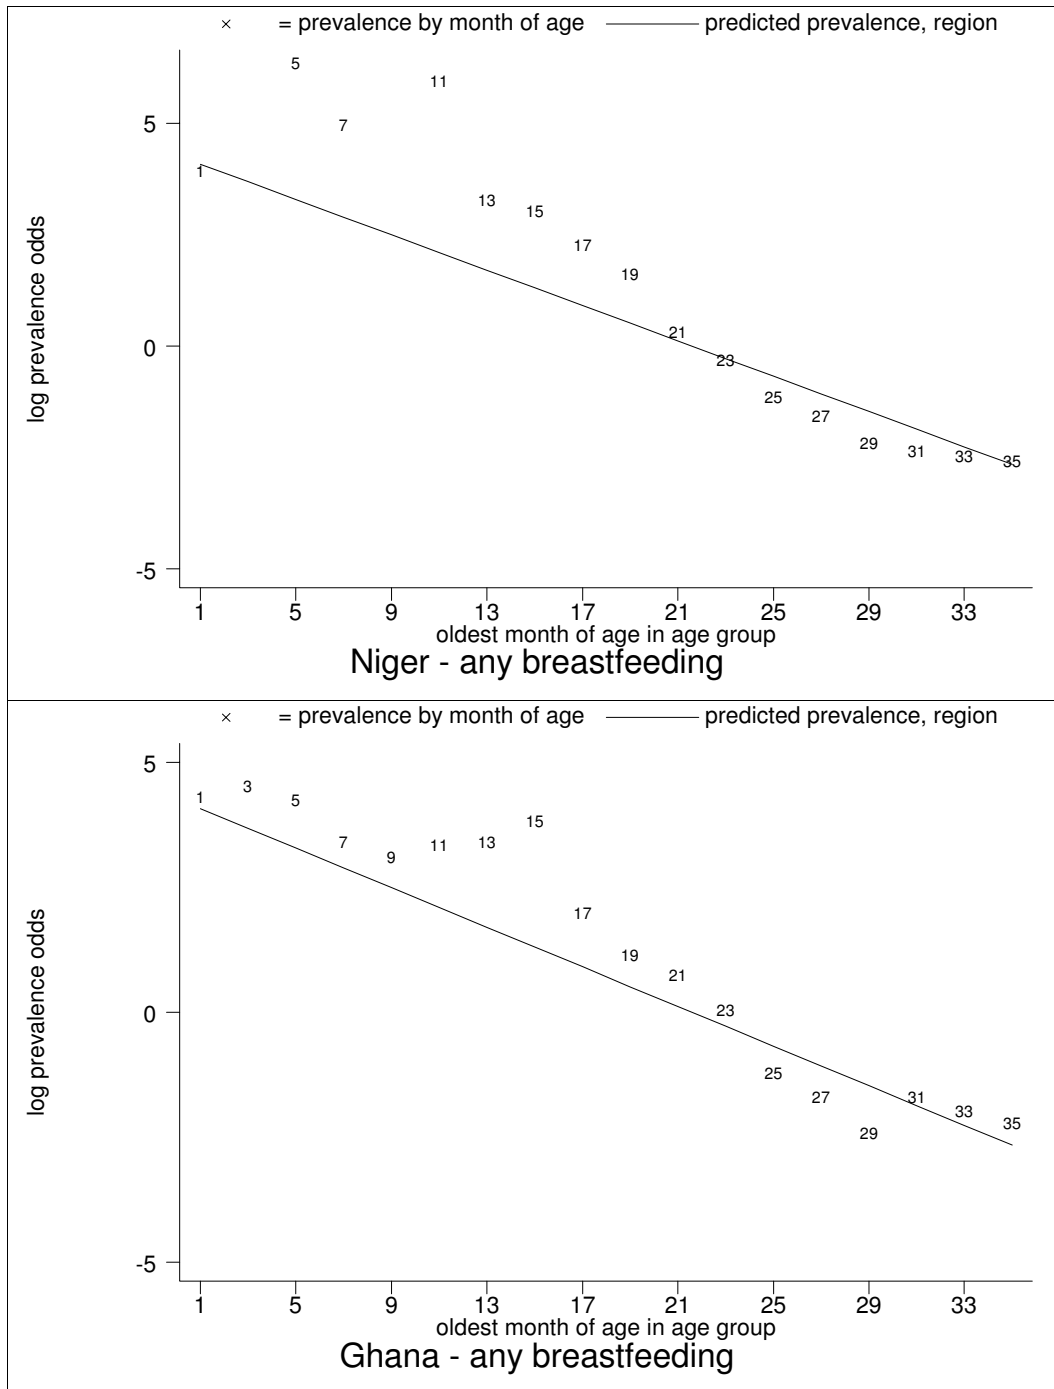 × = prevalence by month of age predicted prevalence, region
5
11
7
5
1
13
15
17
19
0
21
23
25
27
29
31
33
35
-5
log prevalence odds
1 5 9 13 17 21 25 29 33
oldest month of age in age group
Niger - any breastfeeding
× = prevalence by month of age predicted prevalence, region
5
1 3 5
15
7 9 11 13
17
19
21
0
23
25
27
29
31
33
35
-5
log prevalence odds
1 5 9 13 17 21 25 29 33
oldest month of age in age group
Ghana - any breastfeeding